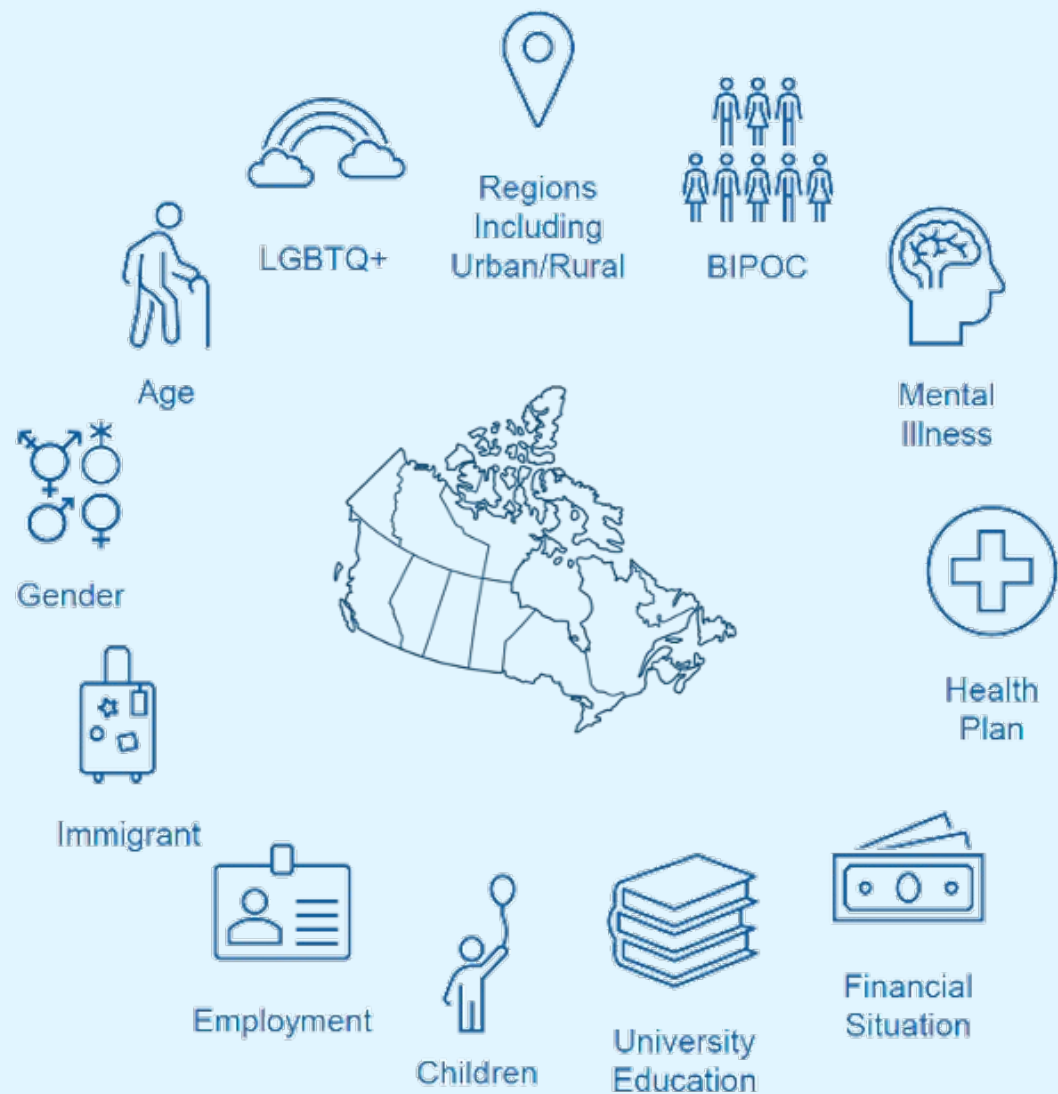 Regions
Including
Urban/Rural
LGBTQ+
BIPOC
Age
Mental
Illness
Gender
Health
Plan
Immigrant
Employment
Financial
Situation
Children
University
Education